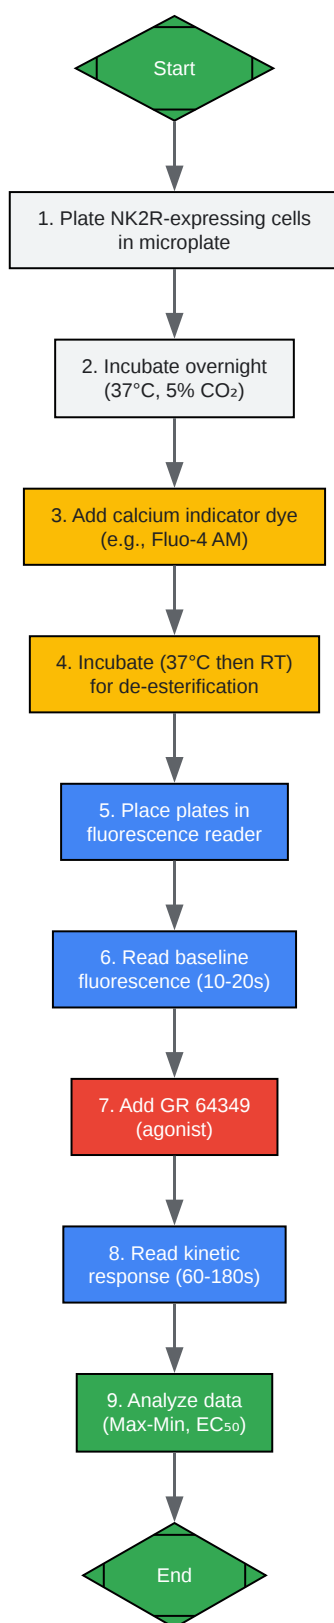 Start
1. Plate NK2R-expressing cells
in microplate
2. Incubate overnight
(37°C, 5% CO₂)
3. Add calcium indicator dye
(e.g., Fluo-4 AM)
4. Incubate (37°C then RT)
for de-esterification
5. Place plates in
fluorescence reader
6. Read baseline
fluorescence (10-20s)
7. Add GR 64349
(agonist)
8. Read kinetic
response (60-180s)
9. Analyze data
(Max-Min, EC₅₀)
End